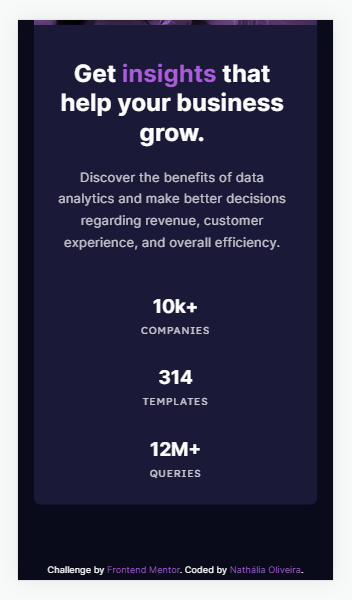 Get insights that
help your business
grow.
Discover the benefits of data
analytics and make better decisions
regarding revenue, customer
experience, and overall efficiency.
10k+
COMPANIES
314
TEMPLATES
12M+
QUERIES
Challenge by Frontend Mentor. Coded by Nathália Oliveira.